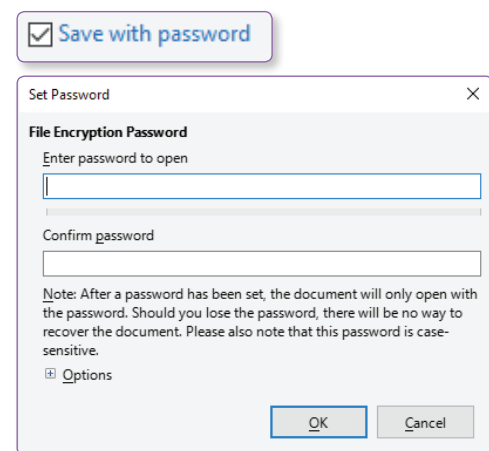 Save with password
Set Password
File Encryption Password
Enter password to open
Confirm password
Note: After a password has been set, the document will only open with
the password. Should you lose the password, there will be no way to
recover the document. Please also note that this password is case-
sensitive.
Options
OK Cancel